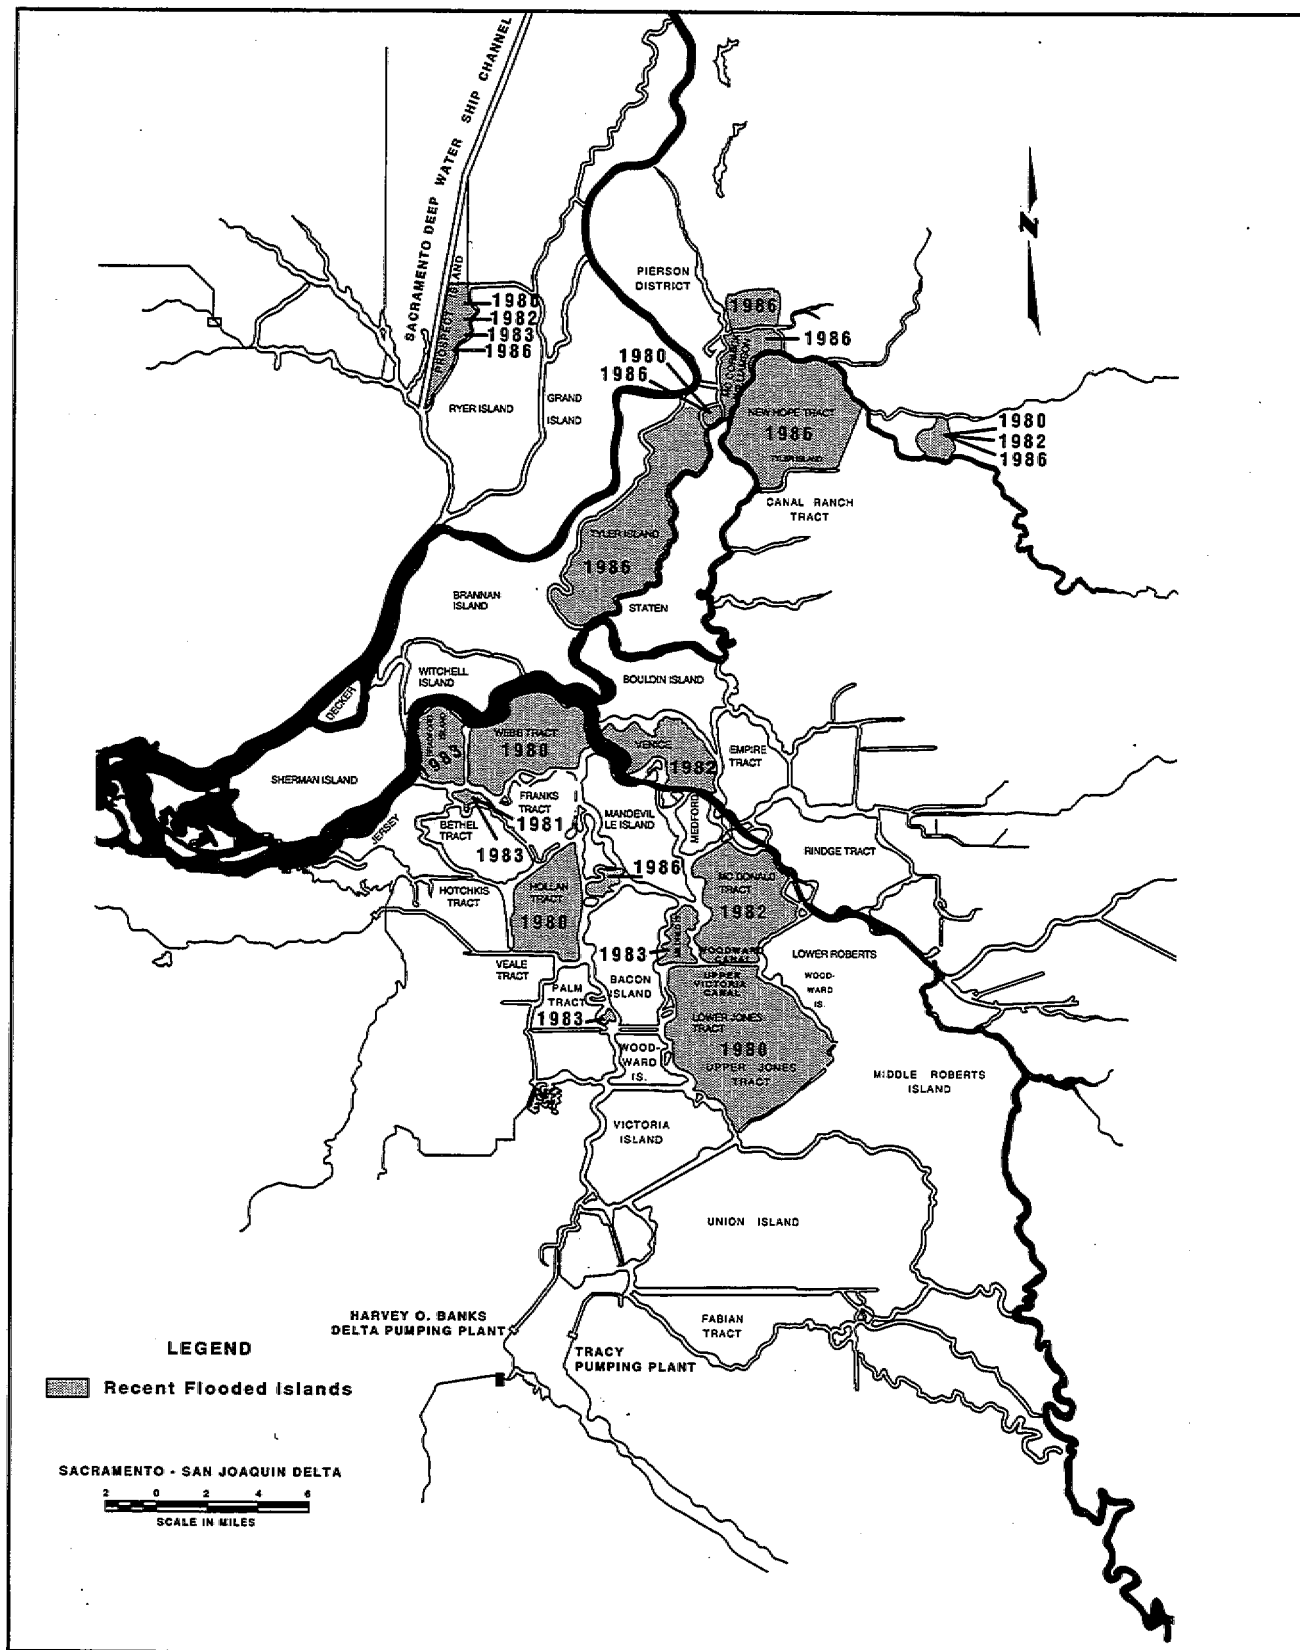 SACRAMENTO DEEP WATER SHIP CHANNEL
N
PIERSON
DISTRICT
PROSPECT ISLAND
1980
1982
1983
1986
1986
1986
1980
1986
RYER ISLAND
GRAND
ISLAND
NEW HOPE TRACT
1986
TYLER ISLAND
1980
1982
1986
CANAL RANCH
TRACT
TYLER ISLAND
1986
BRANNAN
ISLAND
STATEN
WITCHELL
ISLAND
BOULDIN ISLAND
DECKER
ISLAND
983
WEBB TRACT
1980
VENICE
1982
EMPIRE
TRACT
SHERMAN ISLAND
FRANKS
TRACT
1981
MANDEVIL
LE ISLAND
MEDFORD
JERSEY
BETHEL
TRACT
1983
RINDGE TRACT
1986
HOTCHKIS
TRACT
HOLLAN
TRACT
1980
MC DONALD
TRACT
1982
1983
WOODWARD
CANAL
LOWER ROBERTS
VEALE
TRACT
BACON
ISLAND
UPPER
VICTORIA
CANAL
WOOD-
WARD
IS.
PALM
TRACT
1983
LOWER JONES
TRACT
1980
UPPER JONES
TRACT
WOOD-
WARD
IS.
MIDDLE ROBERTS
ISLAND
VICTORIA
ISLAND
UNION ISLAND
HARVEY O. BANKS
DELTA PUMPING PLANT
FABIAN
TRACT
TRACY
PUMPING PLANT
LEGEND
Recent Flooded Islands
SACRAMENTO - SAN JOAQUIN DELTA
2 0 2 4 6
SCALE IN MILES